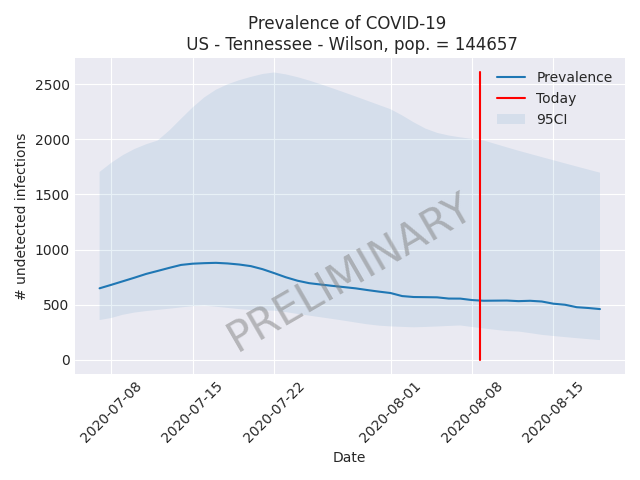 Prevalence of COVID-19
US - Tennessee - Wilson, pop. = 144657
Prevalence
Today
95CI
2500
2000
1500
1000
500
0
# undetected infections
PRELIMINARY
2020-07-08
2020-07-15
2020-07-22
2020-08-01
2020-08-08
2020-08-15
Date